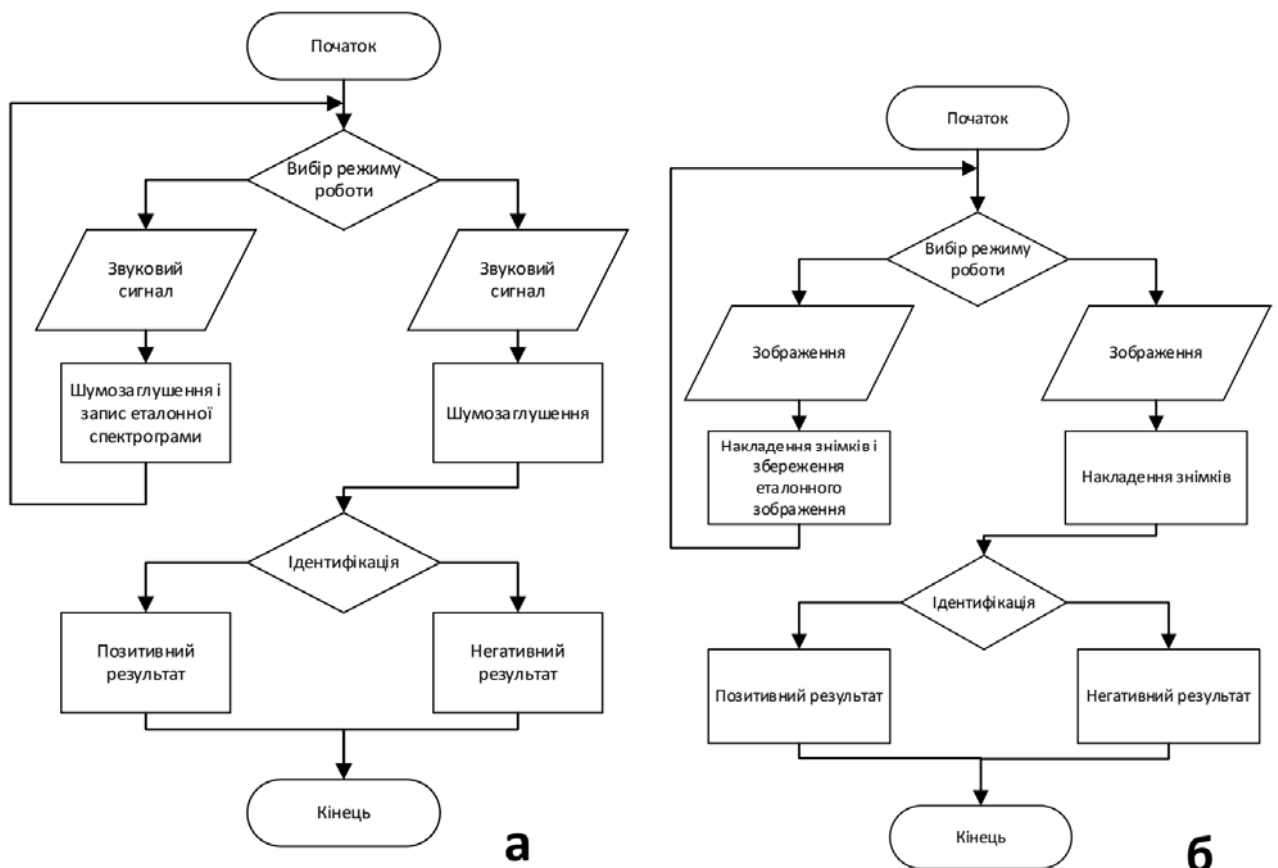 Початок
Вибір режиму
роботи
Звуковий
сигнал
Звуковий
сигнал
Шумозаглушення і
запис еталонної
спектрограми
Шумозаглушення
Ідентифікація
Позитивний
результат
Негативний
результат
Кінець
а
Початок
Вибір режиму
роботи
Зображення
Зображення
Накладення знімків і
збереження
еталонного
зображення
Накладення знімків
Ідентифікація
Позитивний результат
Негативний результат
Кінець
б